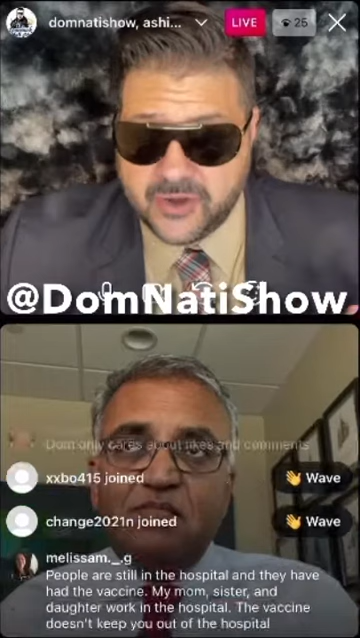 domnatishow, ashi...
LIVE
26
@DomNatiShow
Dom only cares about likes and comments
xxbo415 joined
👋 Wave
change2021n joined
👋 Wave
melissam._.g
People are still in the hospital and they have
had the vaccine. My mom, sister, and
daughter work in the hospital. The vaccine
doesn't keep you out of the hospital